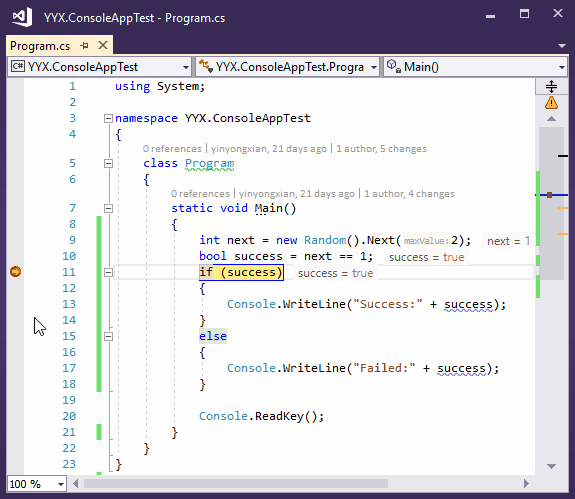 YYX.ConsoleAppTest - Program.cs
Program.cs
C# YYX.ConsoleAppTest YYX.ConsoleAppTest.Progra Main()
1 using System;
2
3 namespace YYX.ConsoleAppTest
4 {
0 references | yinyongxian, 21 days ago | 1 author, 5 changes
5 class Program
6 {
0 references | yinyongxian, 21 days ago | 1 author, 4 changes
7 static void Main()
8 {
9 int next = new Random().Next(maxValue:2); next = 1
10 bool success = next == 1; success = true
11 if (success) success = true
12 {
13 Console.WriteLine("Success:" + success);
14 }
15 else
16 {
17 Console.WriteLine("Failed:" + success);
18 }
19
20 Console.ReadKey();
21 }
22 }
23 }
100 %